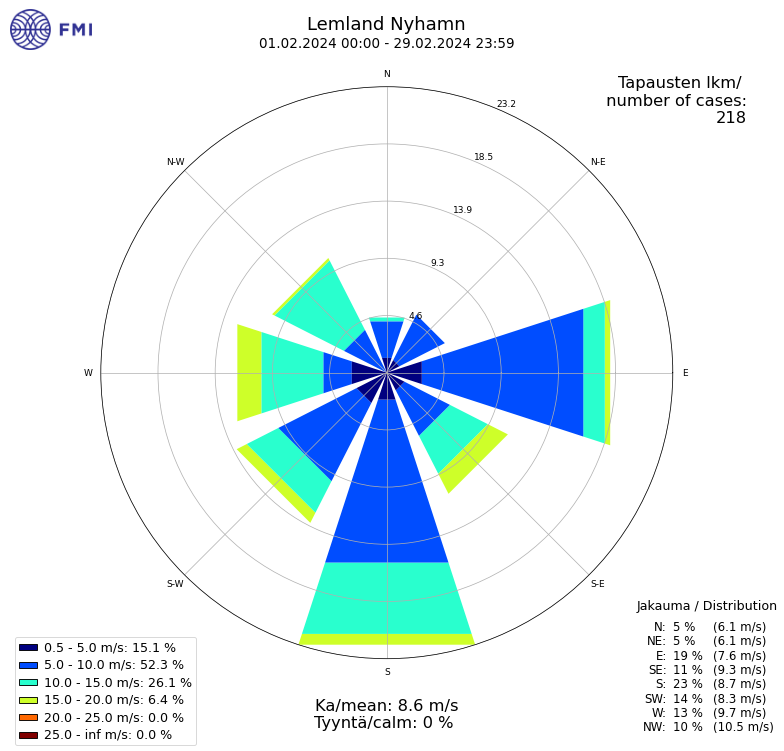 FMI
Lemland Nyhamn
01.02.2024 00:00 - 29.02.2024 23:59
Tapausten lkm/
number of cases:
218
N
N-E
E
S-E
S
S-W
W
N-W
23.2
18.5
13.9
9.3
4.6
Jakauma / Distribution
N: 5 % (6.1 m/s)
NE: 5 % (6.1 m/s)
E: 19 % (7.6 m/s)
SE: 11 % (9.3 m/s)
S: 23 % (8.7 m/s)
SW: 14 % (8.3 m/s)
W: 13 % (9.7 m/s)
NW: 10 % (10.5 m/s)
0.5 - 5.0 m/s: 15.1 %
5.0 - 10.0 m/s: 52.3 %
10.0 - 15.0 m/s: 26.1 %
15.0 - 20.0 m/s: 6.4 %
20.0 - 25.0 m/s: 0.0 %
25.0 - inf m/s: 0.0 %
Ka/mean: 8.6 m/s
Tyyntä/calm: 0 %